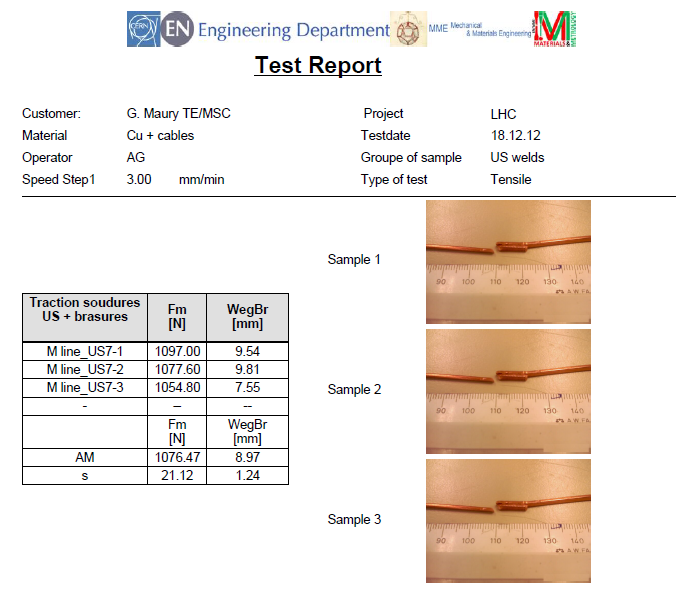 CERN EN Engineering Department MME Mechanical & Materials Engineering MATERIALS & METROLOGY
Test Report
Customer: G. Maury TE/MSC Project LHC
Material Cu + cables Testdate 18.12.12
Operator AG Groupe of sample US welds
Speed Step1 3.00 mm/min Type of test Tensile
Sample 1
90 100 110 120 130 140
Traction soudures US + brasures Fm [N] WegBr [mm]
M line_US7-1 1097.00 9.54
M line_US7-2 1077.60 9.81
M line_US7-3 1054.80 7.55
- -- --
Fm [N] WegBr [mm]
AM 1076.47 8.97
s 21.12 1.24
Sample 2
90 100 110 120 130 140
Sample 3
90 100 110 120 130 140